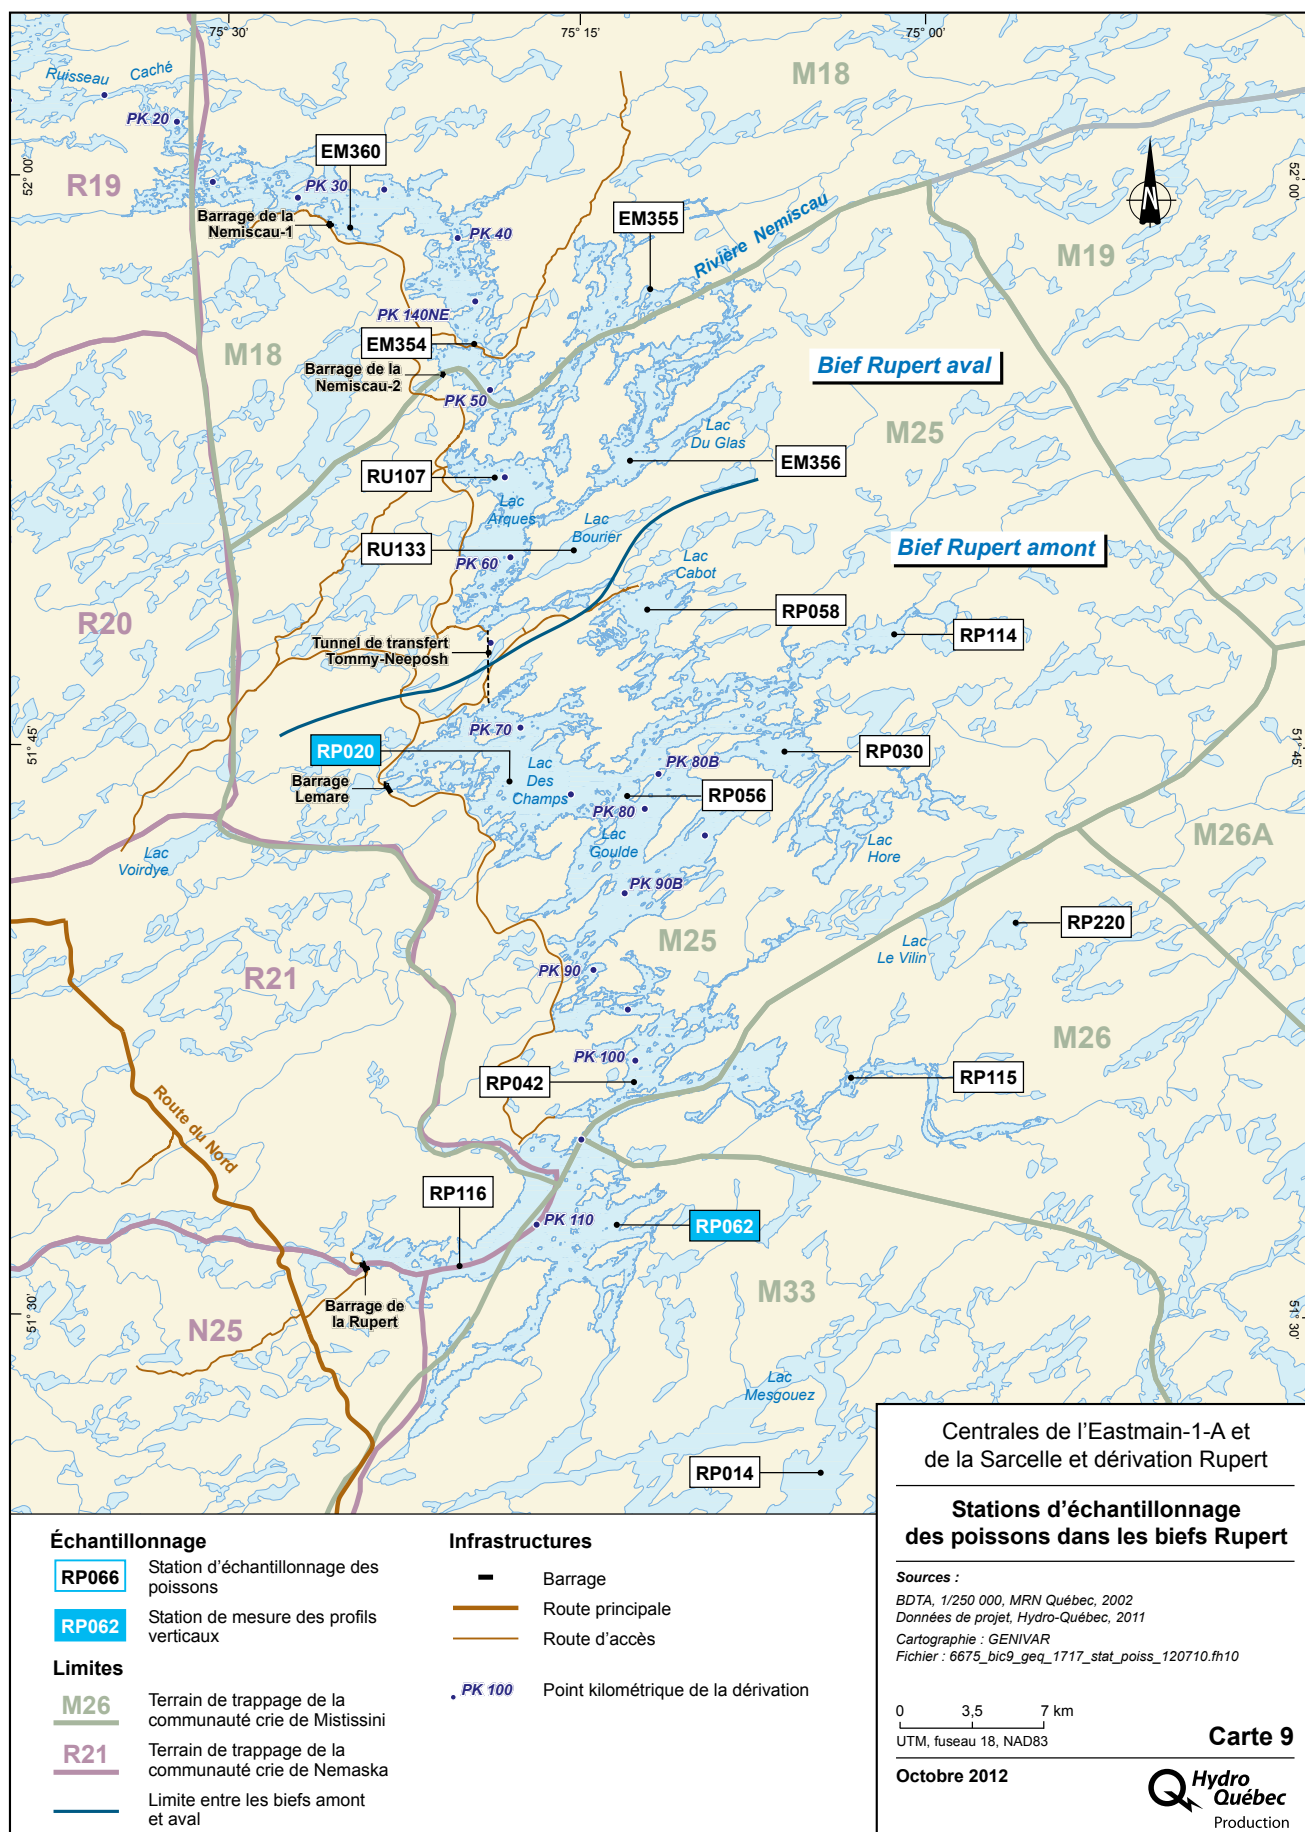 75° 30'
75° 15'
75° 00'
M18
Ruisseau Caché
PK 20
EM360
52° 00'
52° 00'
R19
PK 30
Barrage de la
Nemiscau-1
EM355
PK 40
Rivière Nemiscau
N
M19
PK 140NE
EM354
M18
Barrage de la
Nemiscau-2
PK 50
Bief Rupert aval
Lac
Du Glas
M25
EM356
RU107
Lac
Arques
Lac
Bourier
RU133
PK 60
Bief Rupert amont
Lac
Cabot
RP058
R20
RP114
Tunnel de transfert
Tommy-Neeposh
PK 70
51° 45'
51° 45'
RP020
RP030
Lac
Des
Champs
PK 80B
Barrage
Lemare
RP056
PK 80
Lac
Goulde
Lac
Hore
M26A
Lac
Voirdye
PK 90B
RP220
M25
Lac
Le Vilin
R21
PK 90
M26
PK 100
RP042
RP115
Route du Nord
RP116
PK 110
RP062
M33
51° 30'
51° 30'
Barrage de
la Rupert
N25
Lac
Mesgouez
RP014
Échantillonnage
RP066
Station d'échantillonnage des
poissons
RP062
Station de mesure des profils
verticaux
Limites
M26
Terrain de trappage de la
communauté crie de Mistissini
R21
Terrain de trappage de la
communauté crie de Nemaska
Limite entre les biefs amont
et aval
Infrastructures
Barrage
Route principale
Route d'accès
PK 100
Point kilométrique de la dérivation
Centrales de l'Eastmain-1-A et
de la Sarcelle et dérivation Rupert
Stations d'échantillonnage
des poissons dans les biefs Rupert
Sources :
BDTA, 1/250 000, MRN Québec, 2002
Données de projet, Hydro-Québec, 2011
Cartographie : GENIVAR
Fichier : 6675_bic9_geq_1717_stat_poiss_120710.fh10
0 3,5 7 km
UTM, fuseau 18, NAD83
Carte 9
Octobre 2012
Hydro
Québec
Production